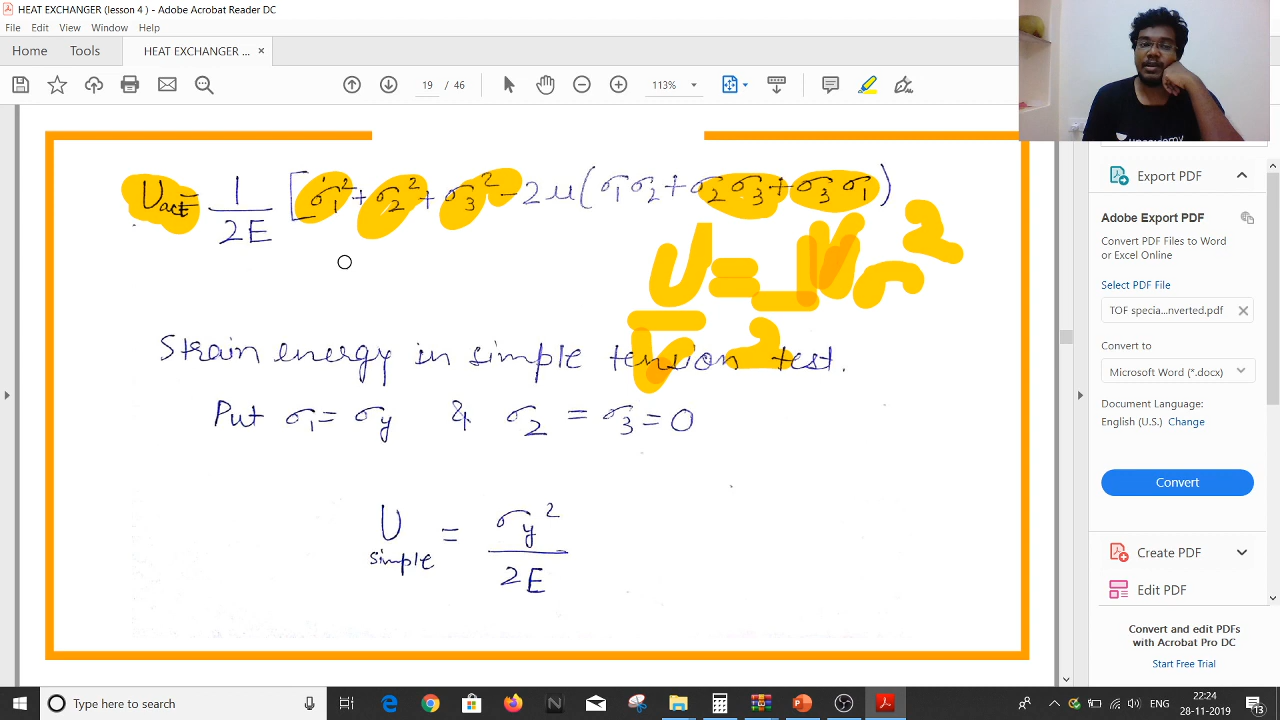 HEAT EXCHANGER (lesson 4 ) - Adobe Acrobat Reader DC
File Edit View Window Help
Home Tools HEAT EXCHANGER ... ×
19 / 46 113%
U_act = 1/2E [σ₁² + σ₂² + σ₃² - 2μ(σ₁σ₂ + σ₂σ₃ + σ₃σ₁)
U/V = 1/2
σ2
Strain energy in simple tension test.
Put σ₁ = σy & σ₂ = σ₃ = 0
U simple = σy²/2E
Export PDF
Adobe Export PDF
Convert PDF Files to Word
or Excel Online
Select PDF File
TOF specia...nverted.pdf
Convert to
Microsoft Word (*.docx)
Document Language:
English (U.S.) Change
Convert
Create PDF
Edit PDF
Convert and edit PDFs
with Acrobat Pro DC
Start Free Trial
Type here to search
ENG
22:24
28-11-2019
13